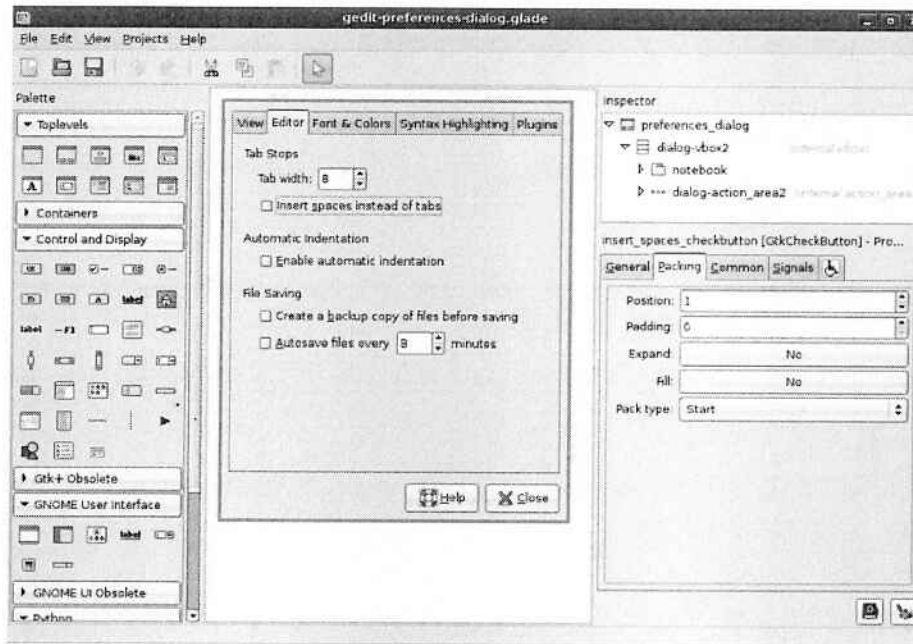 gedit-preferences-dialog.glade
File Edit View Projects Help
Palette
Toplevels
Containers
Control and Display
label
label
Gtk+ Obsolete
GNOME User Interface
label
GNOME UI Obsolete
Python
View Editor Font & Colors Syntax Highlighting Plugins
Tab Stops
Tab width: 8
Insert spaces instead of tabs
Automatic Indentation
Enable automatic indentation
File Saving
Create a backup copy of files before saving
Autosave files every 8 minutes
Help Close
Inspector
preferences_dialog
dialog-vbox2
notebook
dialog-action_area2
insert_spaces_checkbutton [GtkCheckButton] - Pro...
General Packing Common Signals
Position: 1
Padding: 0
Expand: No
Fill: No
Pack type: Start